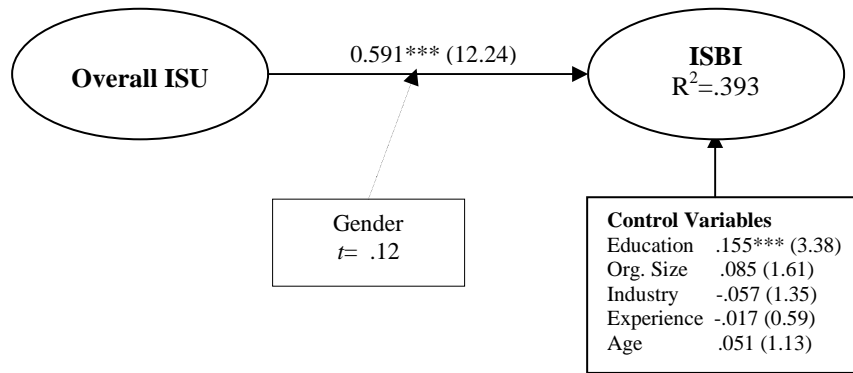 0.591*** (12.24)
Overall ISU
ISBI
R²=.393
Gender
t= .12
Control Variables
Education .155*** (3.38)
Org. Size .085 (1.61)
Industry -.057 (1.35)
Experience -.017 (0.59)
Age .051 (1.13)